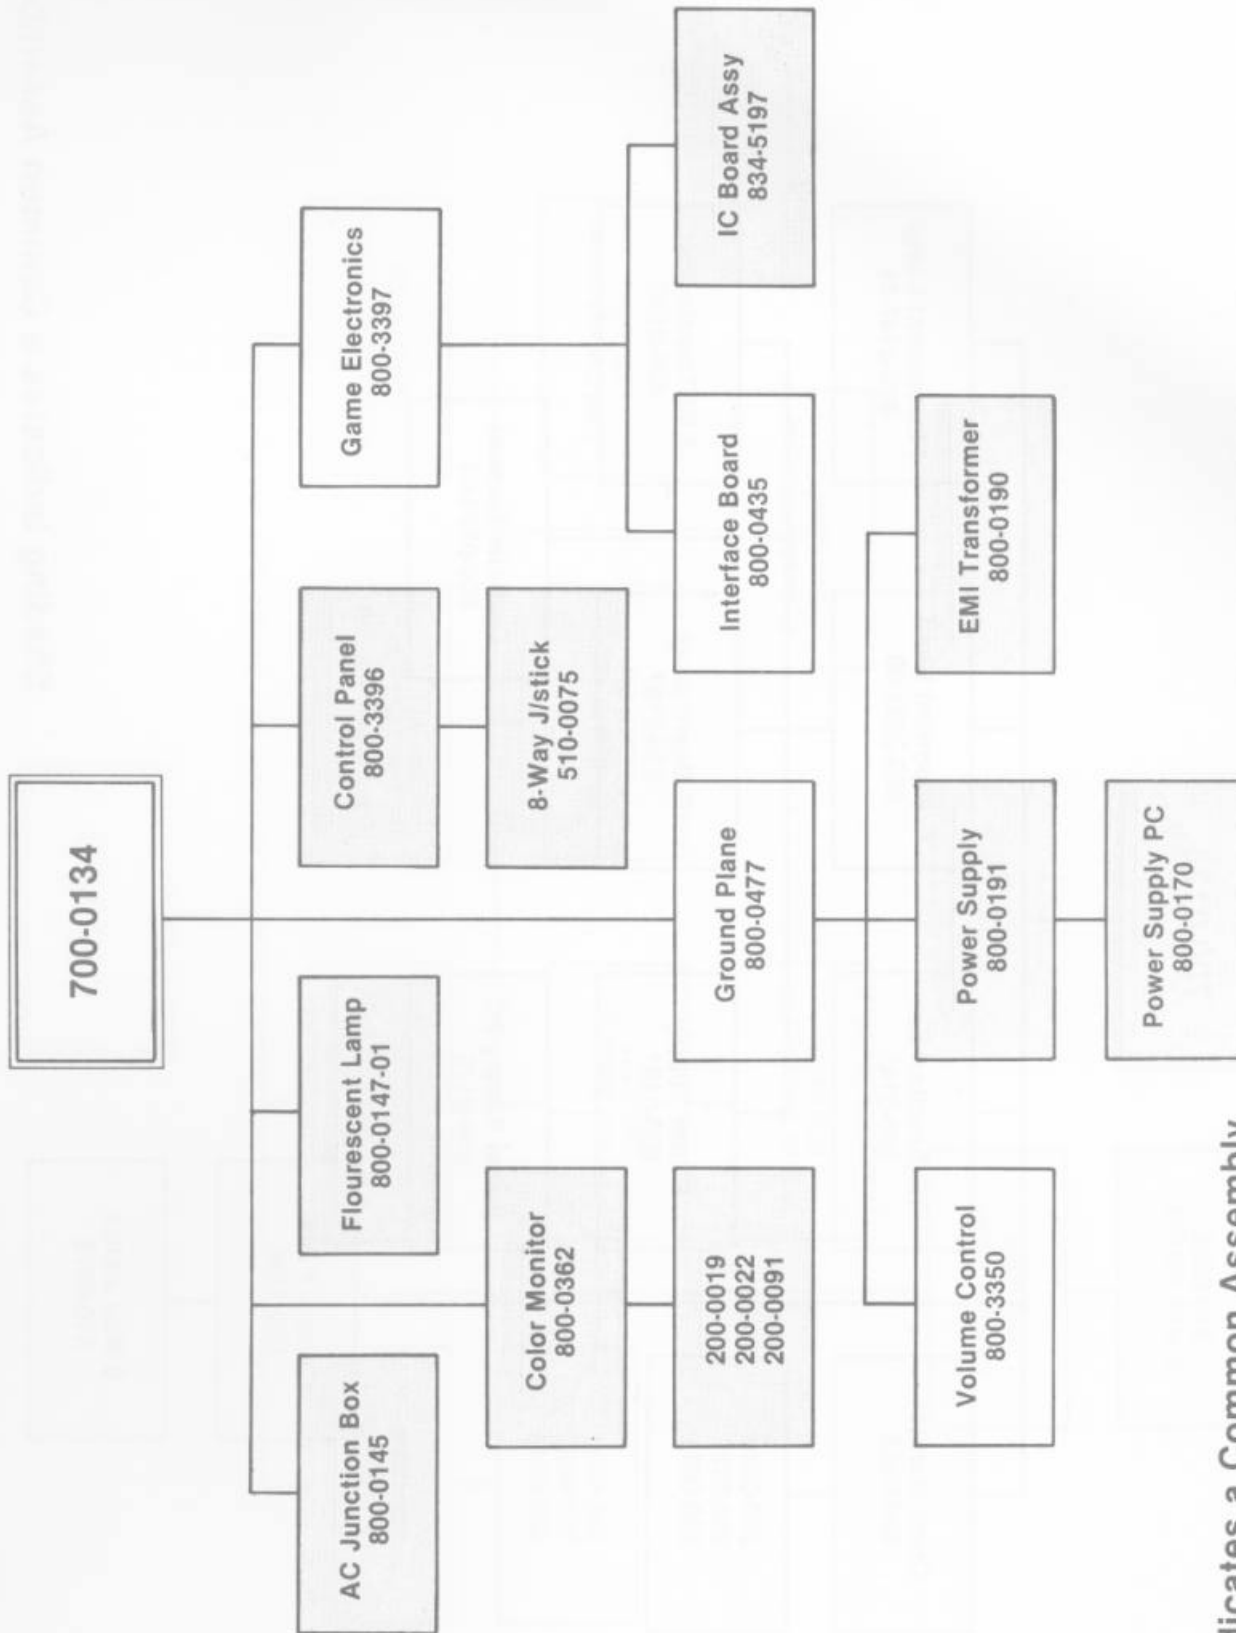 700-0134
AC Junction Box
800-0145
Flourescent Lamp
800-0147-01
Control Panel
800-3396
Game Electronics
800-3397
Color Monitor
800-0362
8-Way J/stick
510-0075
200-0019
200-0022
200-0091
Ground Plane
800-0477
Interface Board
800-0435
IC Board Assy
834-5197
Volume Control
800-3350
Power Supply
800-0191
EMI Transformer
800-0190
Power Supply PC
800-0170
a Common Assembly